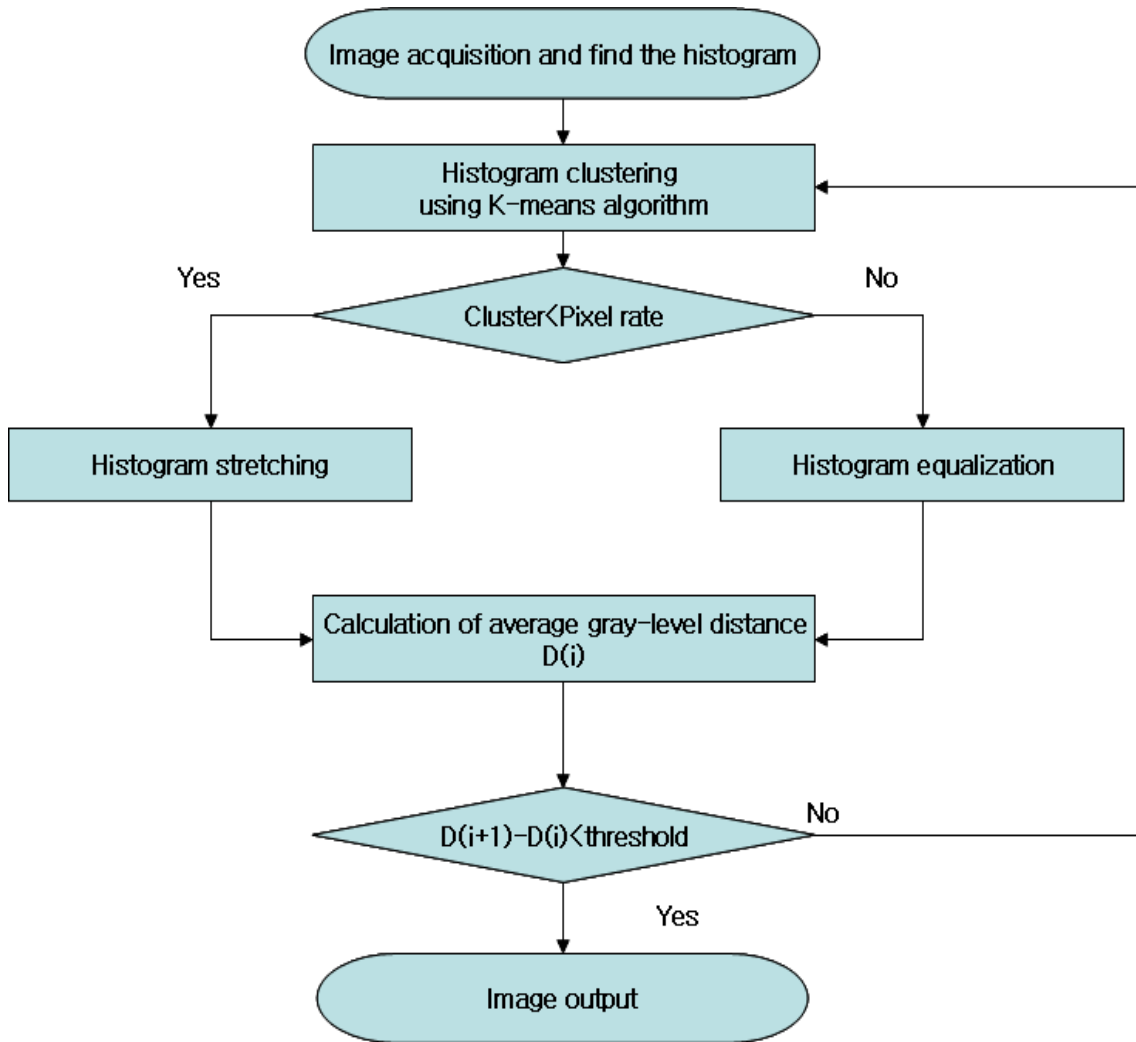 Image acquisition and find the histogram
Histogram clustering
using K-means algorithm
Yes
No
Cluster<Pixel rate
Histogram stretching
Histogram equalization
Calculation of average gray-level distance
D(i)
No
D(i+1)-D(i)<threshold
Yes
Image output